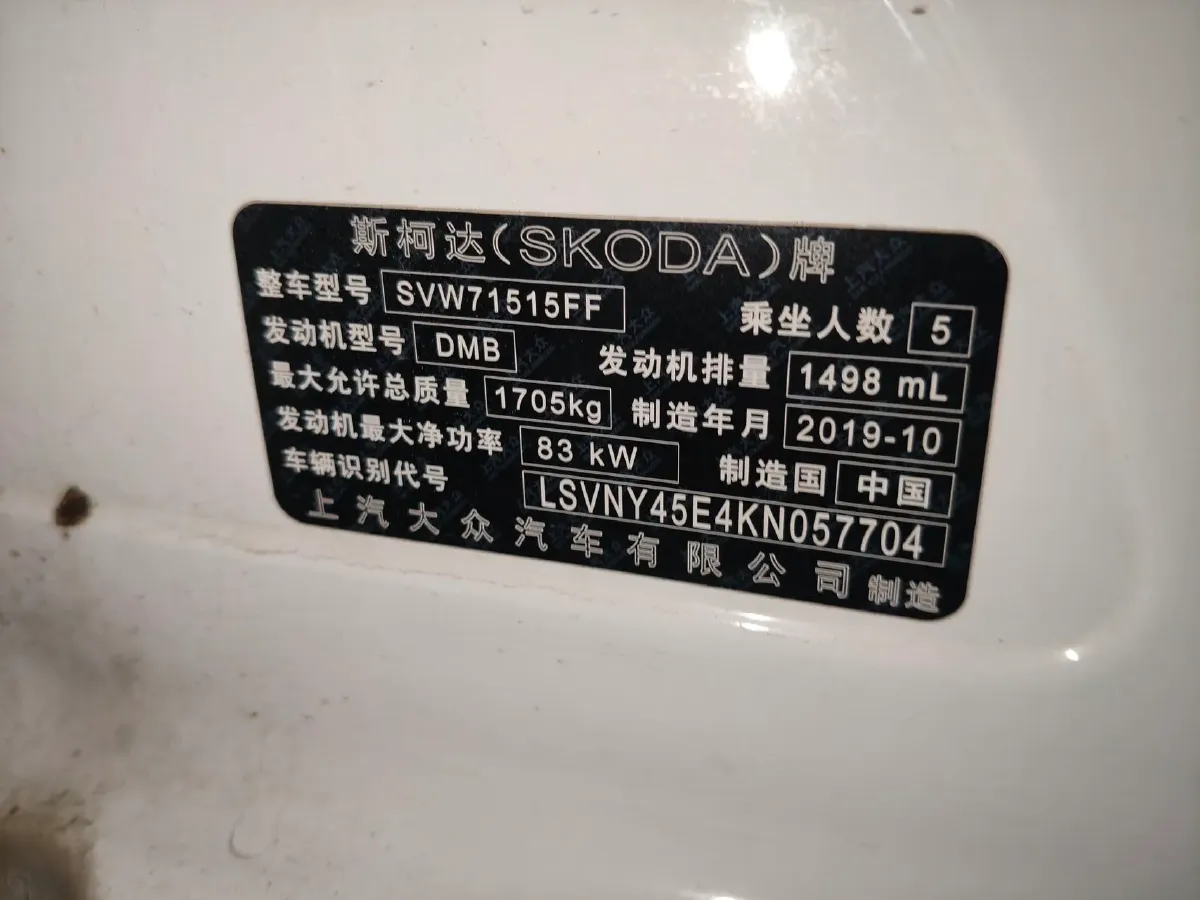 斯柯达(SKODA)牌
整车型号 SVW71515FF 乘坐人数 5
发动机型号 DMB 发动机排量 1498 mL
最大允许总质量 1705kg 制造年月 2019-10
发动机最大净功率 83 kW 制造国 中国
车辆识别代号 LSVNY45E4KN057704
上汽大众汽车有限公司制造